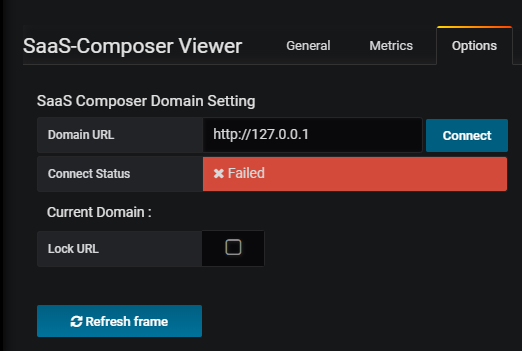 SaaS-Composer Viewer General Metrics Options
SaaS Composer Domain Setting
Domain URL http://127.0.0.1 Connect
Connect Status ✖ Failed
Current Domain :
Lock URL
Refresh frame